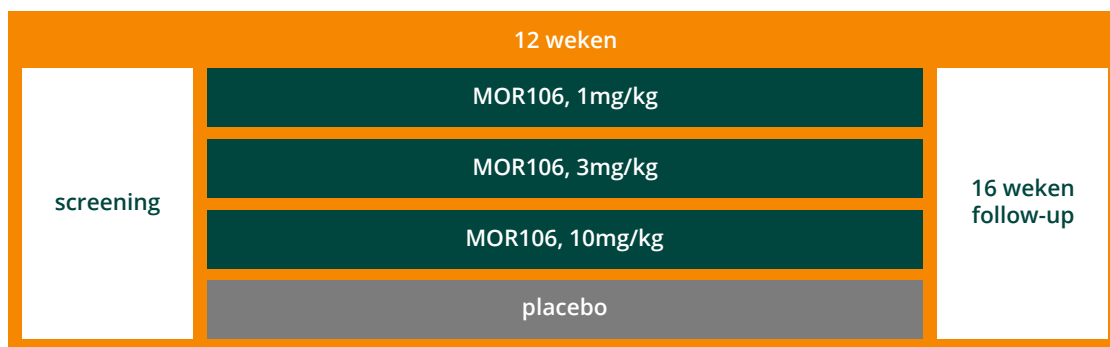 12 weken
screening
MOR106, 1mg/kg
MOR106, 3mg/kg
MOR106, 10mg/kg
placebo
16 weken
follow-up